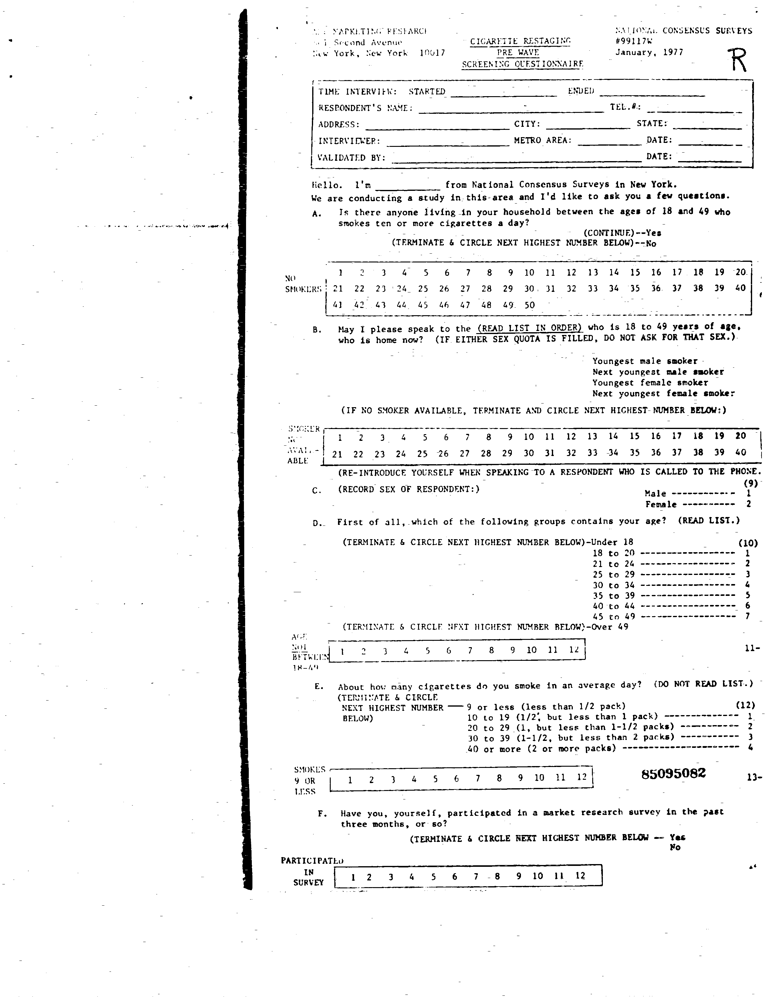 MARKETING RESEARCH
Second Avenue
New York, New York 10017
CIGARETTE RESTAGING
PRE WAVE
SCREENING QUESTIONNAIRE
NATIONAL CONSENSUS SURVEYS
#99117W
January, 1977
R
TIME INTERVIEW: STARTED ENDED
RESPONDENT'S NAME: TEL.#:
ADDRESS: CITY: STATE:
INTERVIEWER: METRO AREA: DATE:
VALIDATED BY: DATE:
Hello. I'm from National Consensus Surveys in New York.
We are conducting a study in this area and I'd like to ask you a few questions.
A. Is there anyone living in your household between the ages of 18 and 49 who
smokes ten or more cigarettes a day?
(CONTINUE)--Yes
(TERMINATE & CIRCLE NEXT HIGHEST NUMBER BELOW)--No
NO
SMOKERS
1 2 3 4 5 6 7 8 9 10 11 12 13 14 15 16 17 18 19 20
21 22 23 24 25 26 27 28 29 30 31 32 33 34 35 36 37 38 39 40
41 42 43 44 45 46 47 48 49 50
B. May I please speak to the (READ LIST IN ORDER) who is 18 to 49 years of age,
who is home now? (IF EITHER SEX QUOTA IS FILLED, DO NOT ASK FOR THAT SEX.)
Youngest male smoker
Next youngest male smoker
Youngest female smoker
Next youngest female smoker
(IF NO SMOKER AVAILABLE, TERMINATE AND CIRCLE NEXT HIGHEST NUMBER BELOW:)
SMOKER
NOT
AVAIL-
ABLE
1 2 3 4 5 6 7 8 9 10 11 12 13 14 15 16 17 18 19 20
21 22 23 24 25 26 27 28 29 30 31 32 33 34 35 36 37 38 39 40
(RE-INTRODUCE YOURSELF WHEN SPEAKING TO A RESPONDENT WHO IS CALLED TO THE PHONE.
(9)
C. (RECORD SEX OF RESPONDENT:)
Male ------------ 1
Female ---------- 2
D. First of all, which of the following groups contains your age? (READ LIST.)
(TERMINATE & CIRCLE NEXT HIGHEST NUMBER BELOW)-Under 18 (10)
18 to 20 ------------------ 1
21 to 24 ------------------ 2
25 to 29 ------------------ 3
30 to 34 ------------------ 4
35 to 39 ------------------ 5
40 to 44 ------------------ 6
45 to 49 ------------------ 7
(TERMINATE & CIRCLE NEXT HIGHEST NUMBER BELOW)-Over 49
AGE
NOT
BETWEEN
18-49
1 2 3 4 5 6 7 8 9 10 11 12
11-
E. About how many cigarettes do you smoke in an average day? (DO NOT READ LIST.)
(TERMINATE & CIRCLE
NEXT HIGHEST NUMBER -- 9 or less (less than 1/2 pack) (12)
BELOW) 10 to 19 (1/2, but less than 1 pack) -------------- 1
20 to 29 (1, but less than 1-1/2 packs) ----------- 2
30 to 39 (1-1/2, but less than 2 packs) ----------- 3
40 or more (2 or more packs) ---------------------- 4
SMOKES
9 OR
LESS
1 2 3 4 5 6 7 8 9 10 11 12
85095082
13-
F. Have you, yourself, participated in a market research survey in the past
three months, or so?
(TERMINATE & CIRCLE NEXT HIGHEST NUMBER BELOW -- Yes
No
PARTICIPATED
IN
SURVEY
1 2 3 4 5 6 7 8 9 10 11 12